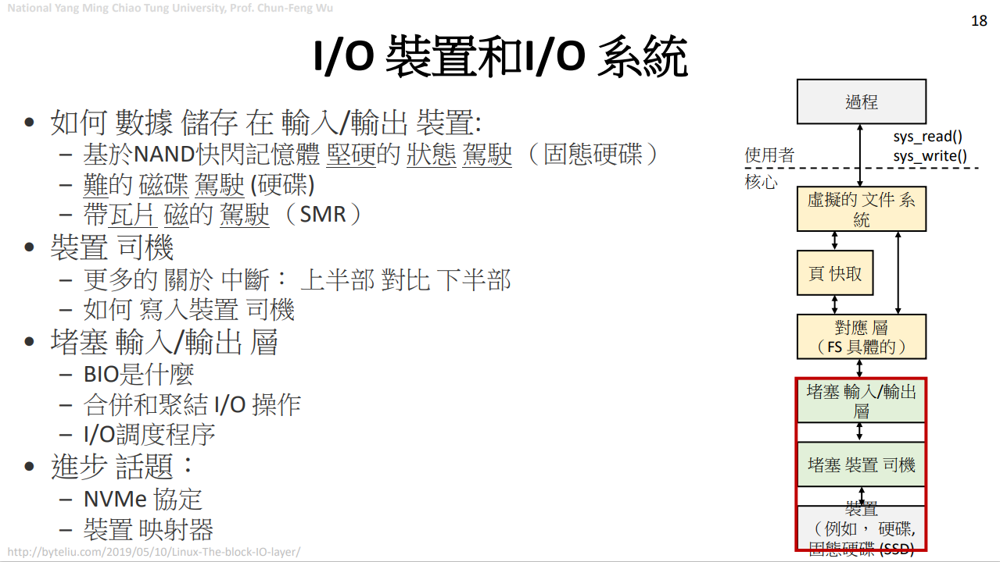 National Yang Ming Chiao Tung University, Prof. Chun-Feng Wu
18
I/O 裝置和I/O 系統
• 如何 數據 儲存 在 輸入/輸出 裝置:
– 基於NAND快閃記憶體 堅硬的 狀態 駕駛 （固態硬碟）
– 難的 磁碟 駕駛 (硬碟)
– 帶瓦片 磁的 駕駛 （SMR）
• 裝置 司機
– 更多的 關於 中斷： 上半部 對比 下半部
– 如何 寫入裝置 司機
• 堵塞 輸入/輸出 層
– BIO是什麼
– 合併和聚結 I/O 操作
– I/O調度程序
• 進步 話題：
– NVMe 協定
– 裝置 映射器
過程
sys_read()
sys_write()
使用者
核心
虛擬的 文件 系
統
頁 快取
對應 層
（FS 具體的）
堵塞 輸入/輸出
層
堵塞 裝置 司機
裝置
（例如， 硬碟,
固態硬碟 (SSD)
http://byteliu.com/2019/05/10/Linux-The-block-IO-layer/